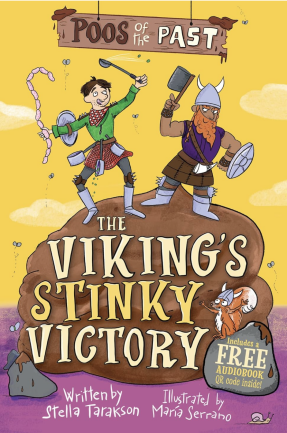 POOS of the PAST
THE
VIKING'S
STINKY
VICTORY
Includes a
FREE
AUDIOBOOK
QR code inside!
Written by
Stella Tarakson
Illustrated by
María Serrano